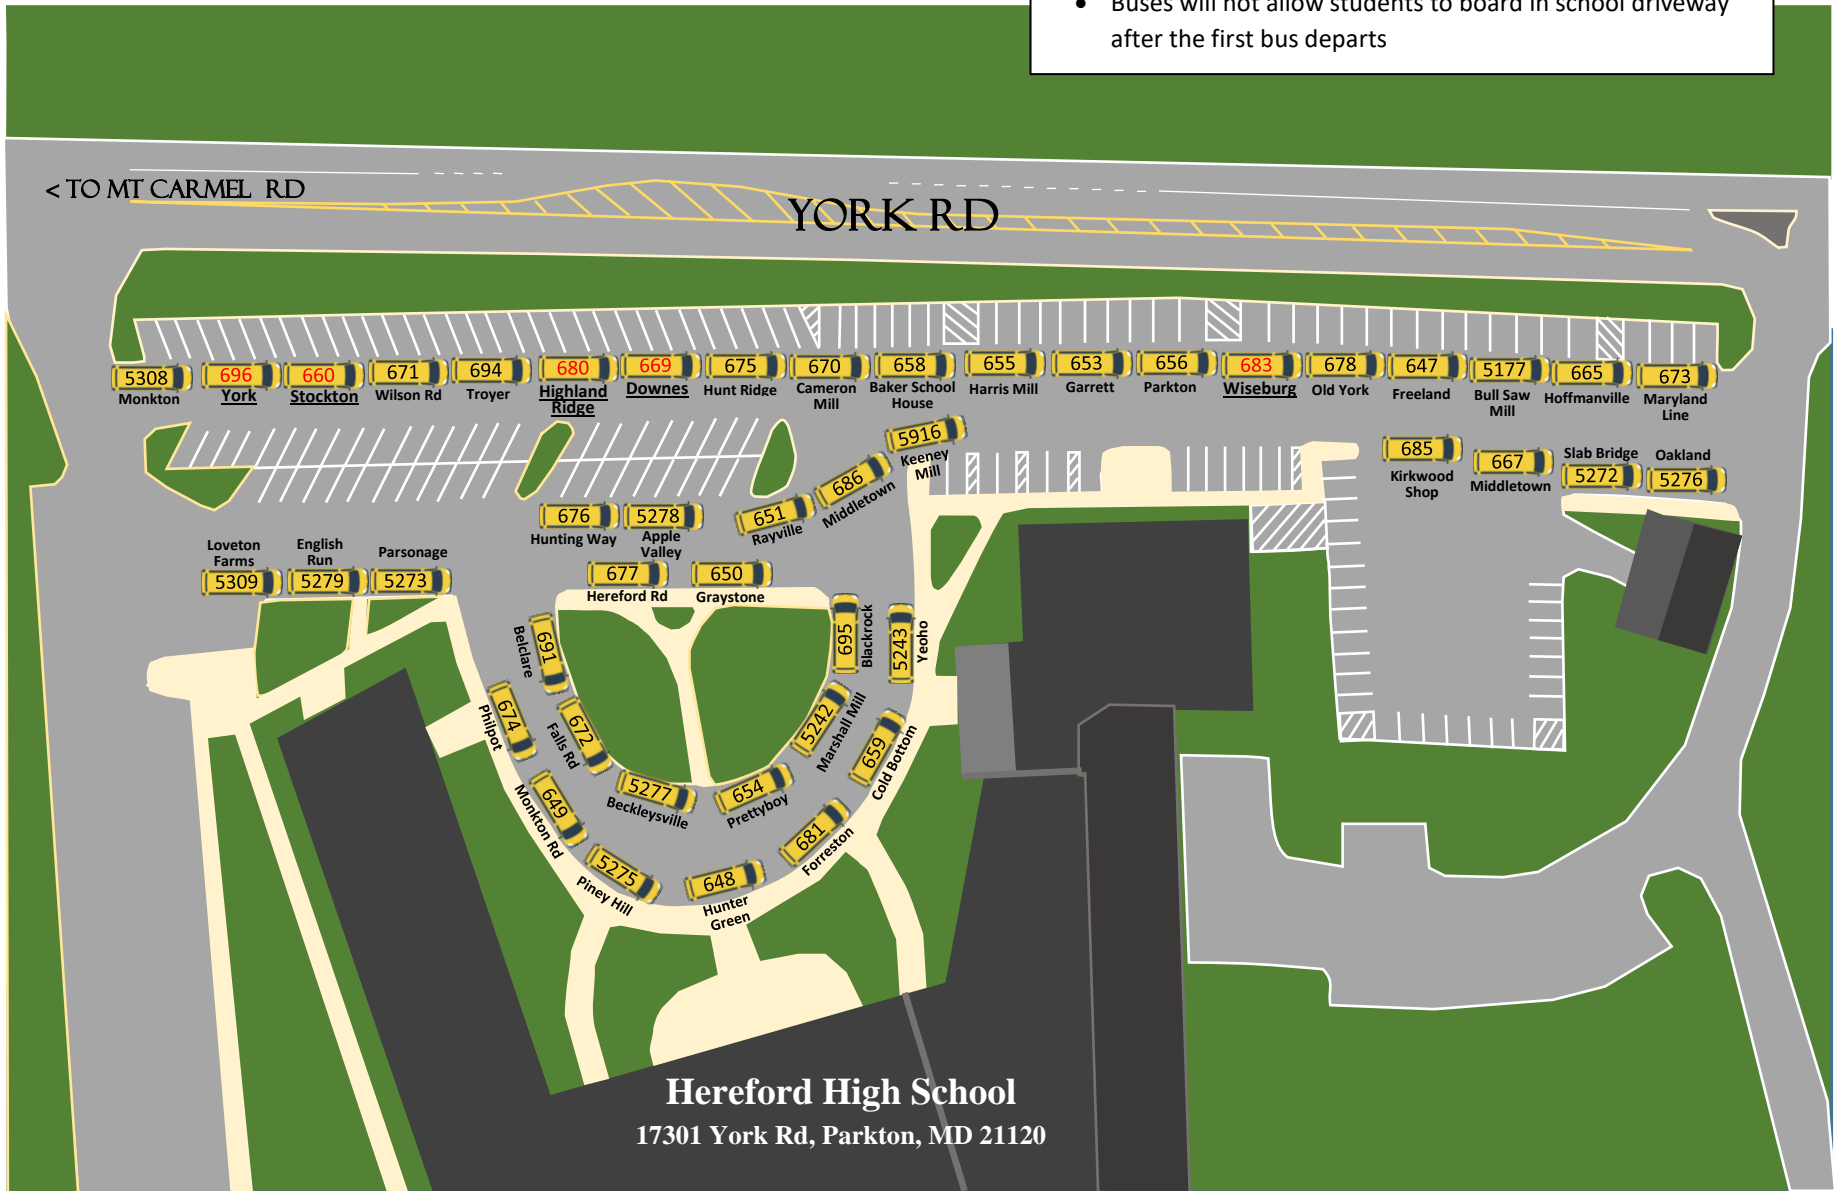 • Buses will not allow students to board in school driveway
after the first bus departs
< TO MT CARMEL RD
YORK RD
5308
Monkton
696
York
660
Stockton
671
Wilson Rd
694
Troyer
680
Highland
Ridge
669
Downes
675
Hunt Ridge
670
Cameron
Mill
658
Baker School
House
655
Harris Mill
653
Garrett
656
Parkton
683
Wiseburg
678
Old York
647
Freeland
5177
Bull Saw
Mill
665
Hoffmanville
673
Maryland
Line
5916
Keeney
Mill
686
Middletown
651
Rayville
685
Kirkwood
Shop
667
Middletown
Slab Bridge
5272
Oakland
5276
676
Hunting Way
5278
Apple
Valley
Loveton
Farms
5309
English
Run
5279
Parsonage
5273
677
Hereford Rd
650
Graystone
691
Belclare
695
Blackrock
5243
Yeoho
674
Philpot
672
Falls Rd
5242
Marshall Mill
659
Cold Bottom
649
Monkton Rd
5277
Beckleysville
654
Prettyboy
681
Forreston
5275
Piney Hill
648
Hunter
Green
Hereford High School
17301 York Rd, Parkton, MD 21120